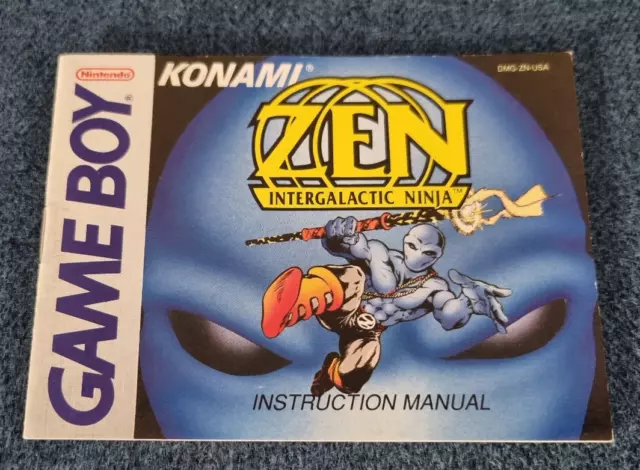 GAME BOY®
Nintendo
KONAMI®
DMG-ZN-USA
ZEN
INTERGALACTIC NINJA™
INSTRUCTION MANUAL